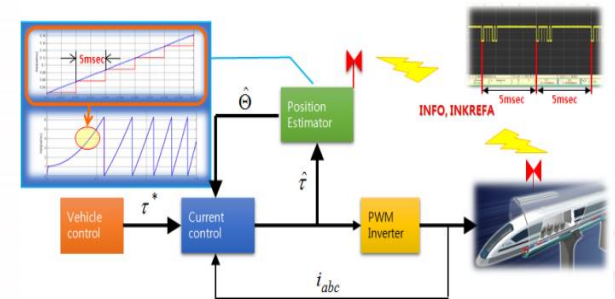 5msec
5msec
5msec
INFO, INKREFA
Θ̂
Position
Estimator
τ̂
Vehicle
control
τ*
Current
control
PWM
Inverter
i_abc